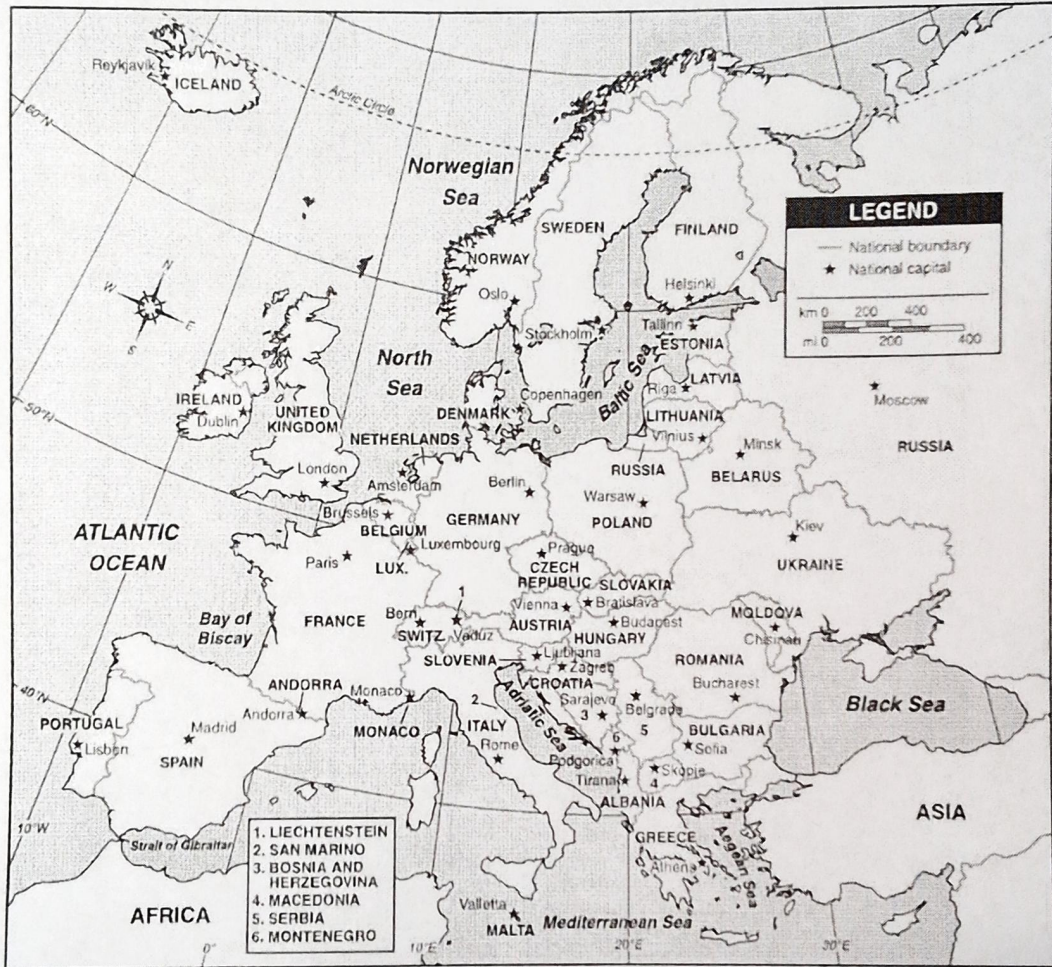 Reykjavík
ICELAND
Arctic Circle
60°N
Norwegian
Sea
SWEDEN
FINLAND
LEGEND
National boundary
National capital
km 0 200 400
mi 0 200 400
NORWAY
Oslo
Helsinki
N
W
E
S
Stockholm
Tallinn
ESTONIA
North
Sea
Baltic Sea
Riga
LATVIA
Moscow
50°N
IRELAND
Dublin
UNITED
KINGDOM
DENMARK
Copenhagen
LITHUANIA
Vilnius
Minsk
RUSSIA
NETHERLANDS
RUSSIA
BELARUS
London
Amsterdam
Berlin
Warsaw
Brussels
BELGIUM
GERMANY
POLAND
Kiev
ATLANTIC
OCEAN
Paris
LUX.
Luxembourg
Prague
CZECH
REPUBLIC
SLOVAKIA
UKRAINE
1
Vienna
Bratislava
Bay of
Biscay
FRANCE
Bern
SWITZ.
Vaduz
AUSTRIA
Budapest
HUNGARY
MOLDOVA
Chisinau
SLOVENIA
Ljubljana
Zagreb
ROMANIA
40°N
ANDORRA
Monaco
CROATIA
Sarajevo
Belgrade
Bucharest
PORTUGAL
Lisbon
Madrid
SPAIN
Andorra
MONACO
2
ITALY
Rome
Adriatic Sea
3
5
BULGARIA
Sofia
Black Sea
6
Podgorica
Skopje
4
Tirana
ALBANIA
10°W
Strait of Gibraltar
1. LIECHTENSTEIN
2. SAN MARINO
3. BOSNIA AND
HERZEGOVINA
4. MACEDONIA
5. SERBIA
6. MONTENEGRO
GREECE
Athens
Aegean Sea
ASIA
AFRICA
Valletta
MALTA
Mediterranean Sea
0°
10°E
20°E
30°E